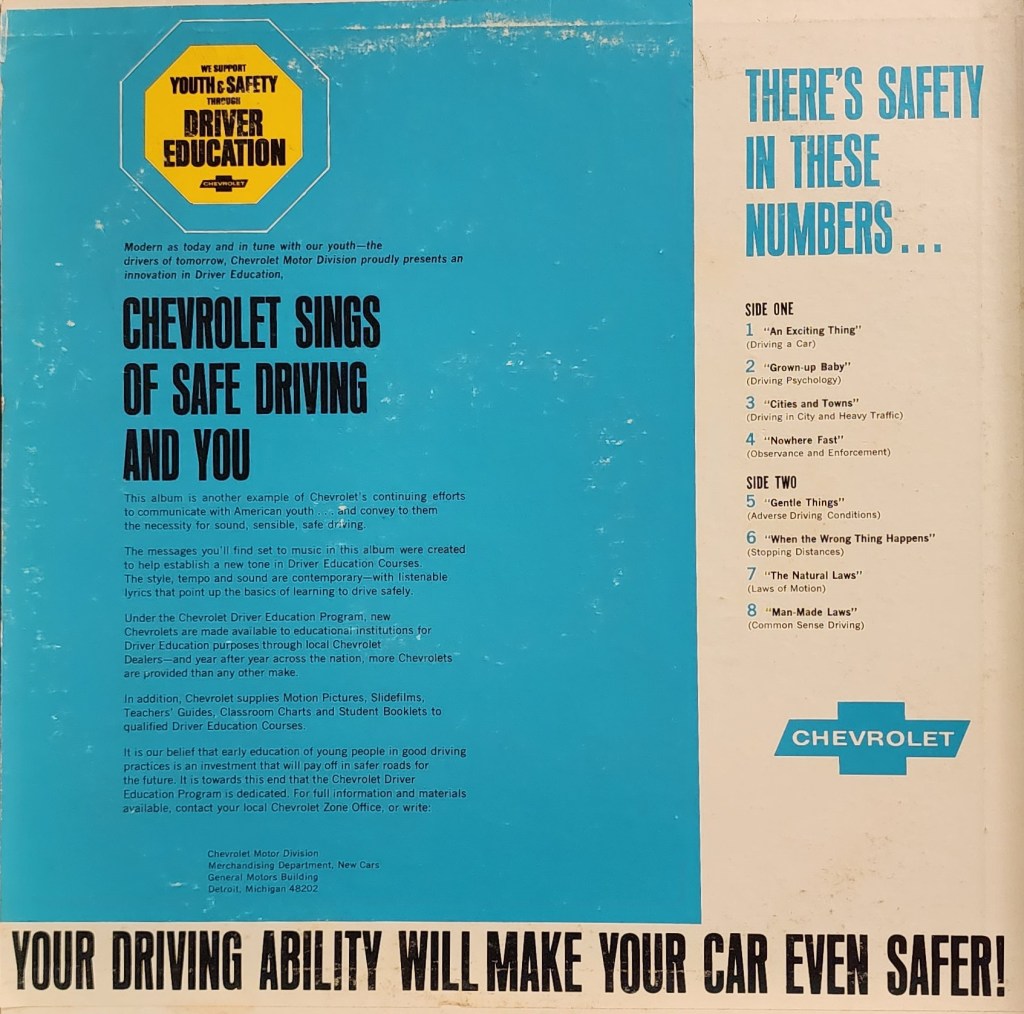 WE SUPPORT
YOUTH & SAFETY
THROUGH
DRIVER
EDUCATION
CHEVROLET
Modern as today and in tune with our youth—the
drivers of tomorrow, Chevrolet Motor Division proudly presents an
innovation in Driver Education,
CHEVROLET SINGS
OF SAFE DRIVING
AND YOU
This album is another example of Chevrolet's continuing efforts
to communicate with American youth . . . and convey to them
the necessity for sound, sensible, safe driving.
The messages you'll find set to music in this album were created
to help establish a new tone in Driver Education Courses.
The style, tempo and sound are contemporary—with listenable
lyrics that point up the basics of learning to drive safely.
Under the Chevrolet Driver Education Program, new
Chevrolets are made available to educational institutions for
Driver Education purposes through local Chevrolet
Dealers—and year after year across the nation, more Chevrolets
are provided than any other make.
In addition, Chevrolet supplies Motion Pictures, Slidefilms,
Teachers' Guides, Classroom Charts and Student Booklets to
qualified Driver Education Courses.
It is our belief that early education of young people in good driving
practices is an investment that will pay off in safer roads for
the future. It is towards this end that the Chevrolet Driver
Education Program is dedicated. For full information and materials
available, contact your local Chevrolet Zone Office, or write:
Chevrolet Motor Division
Merchandising Department, New Cars
General Motors Building
Detroit, Michigan 48202
THERE'S SAFETY
IN THESE
NUMBERS . . .
SIDE ONE
1 "An Exciting Thing"
(Driving a Car)
2 "Grown-up Baby"
(Driving Psychology)
3 "Cities and Towns"
(Driving in City and Heavy Traffic)
4 "Nowhere Fast"
(Observance and Enforcement)
SIDE TWO
5 "Gentle Things"
(Adverse Driving Conditions)
6 "When the Wrong Thing Happens"
(Stopping Distances)
7 "The Natural Laws"
(Laws of Motion)
8 "Man-Made Laws"
(Common Sense Driving)
CHEVROLET
YOUR DRIVING ABILITY WILL MAKE YOUR CAR EVEN SAFER!